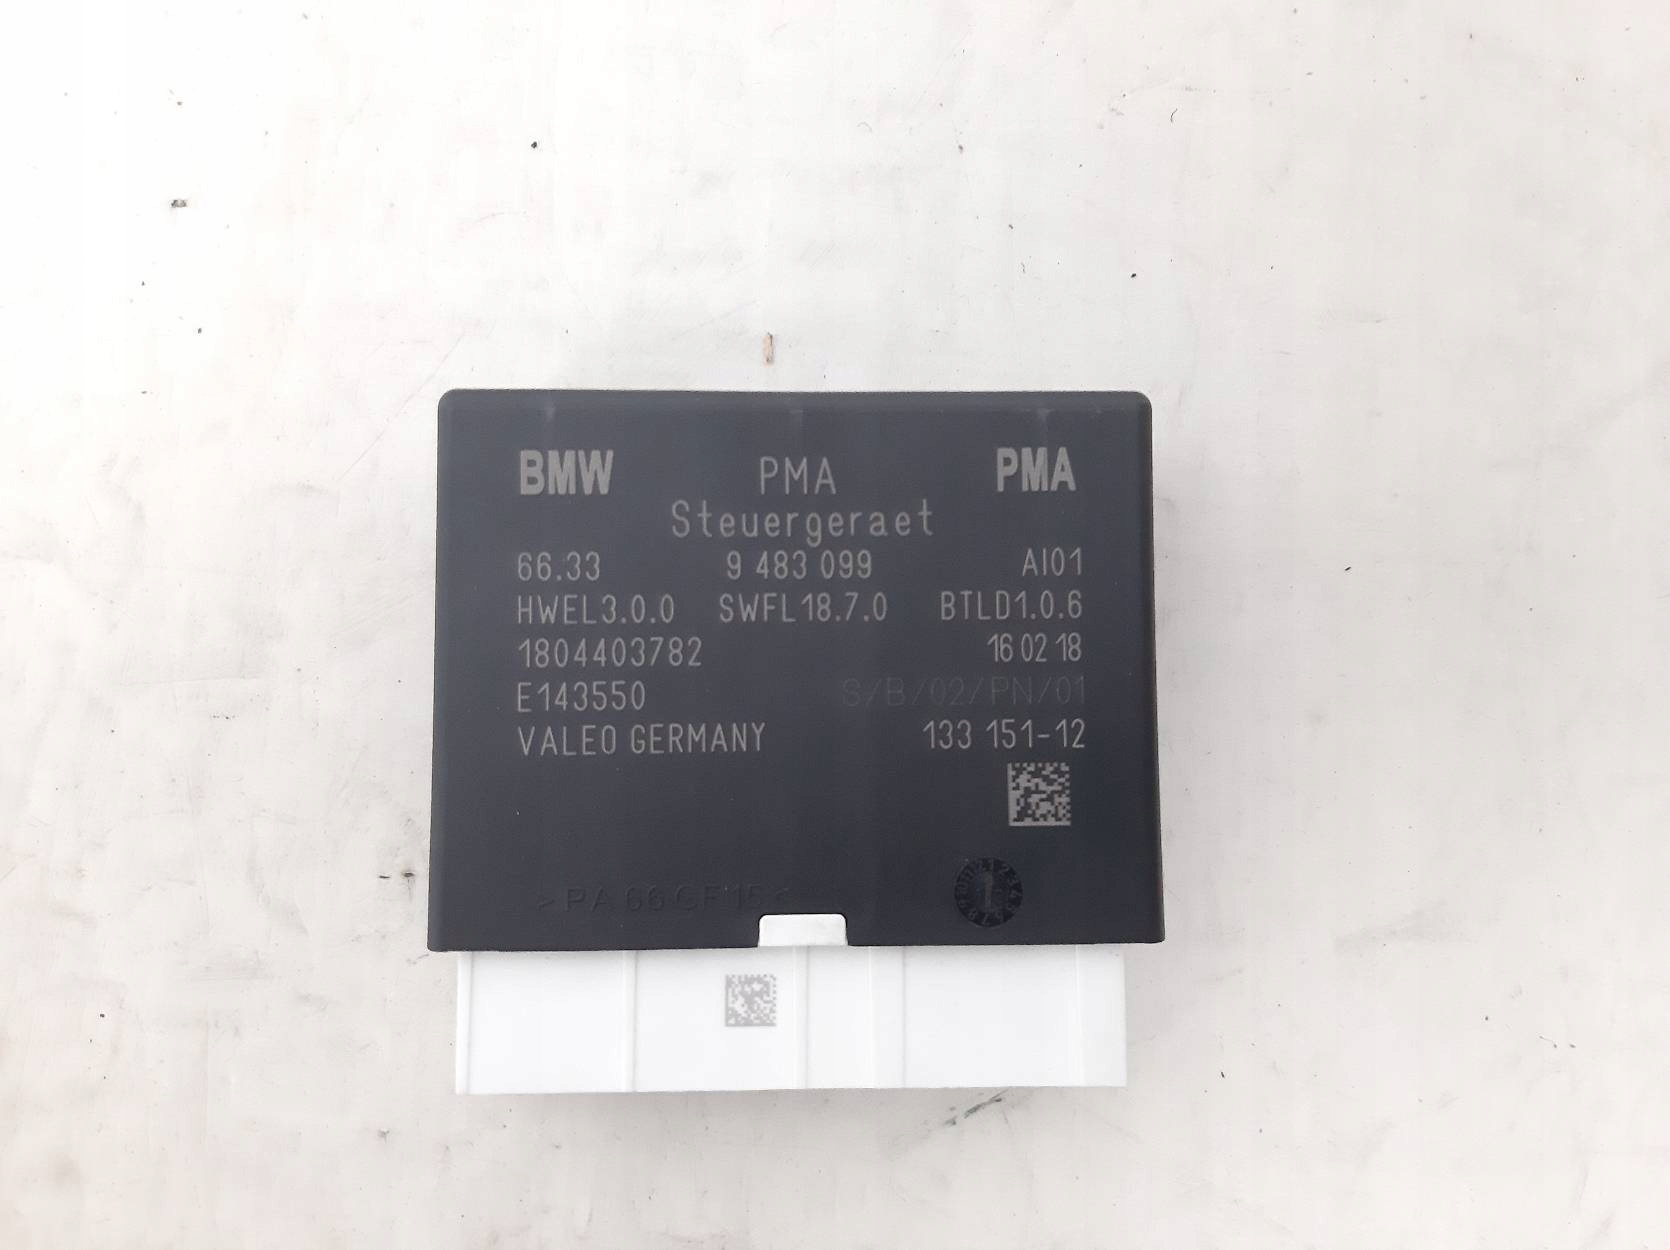 BMW PMA PMA
Steuergeraet
66.33 9 483 099 AI01
HWEL3.0.0 SWFL18.7.0 BTLD1.0.6
1804403782 16 02 18
E143550 S/B/02/PN/01
VALEO GERMANY 133 151-12
>PA 66 GF15<